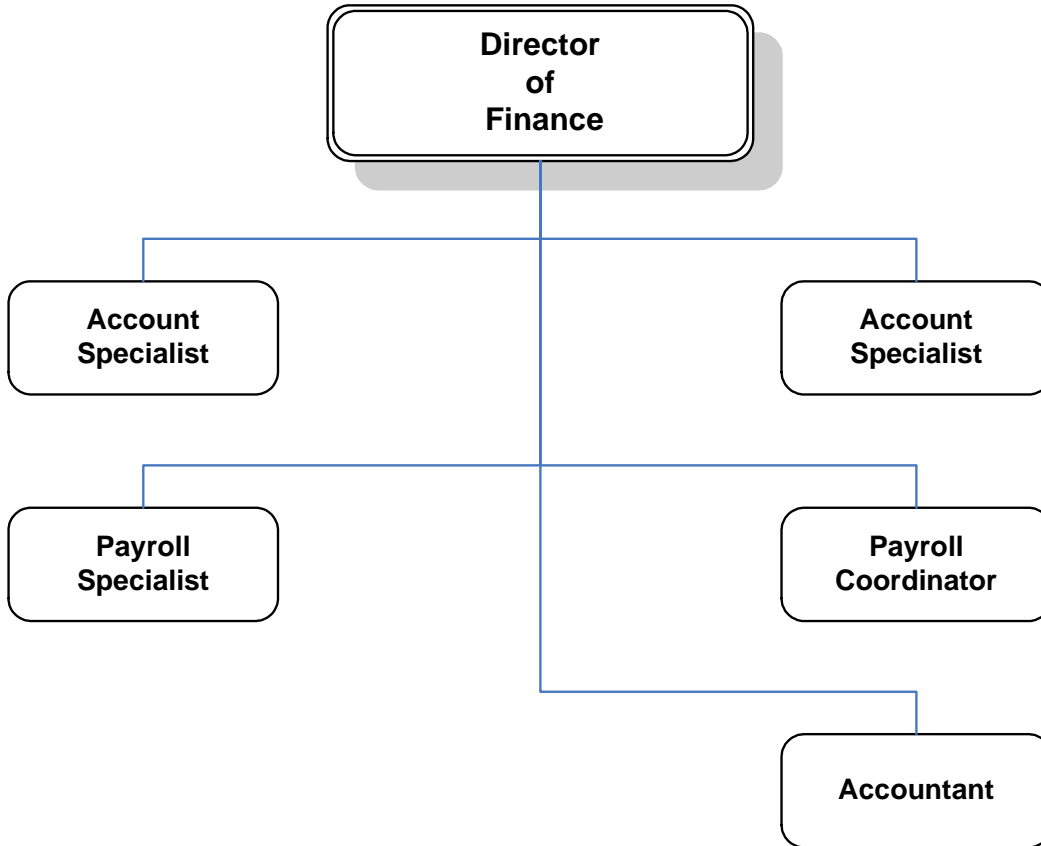 Director
of
Finance
Account
Specialist
Account
Specialist
Payroll
Specialist
Payroll
Coordinator
Accountant